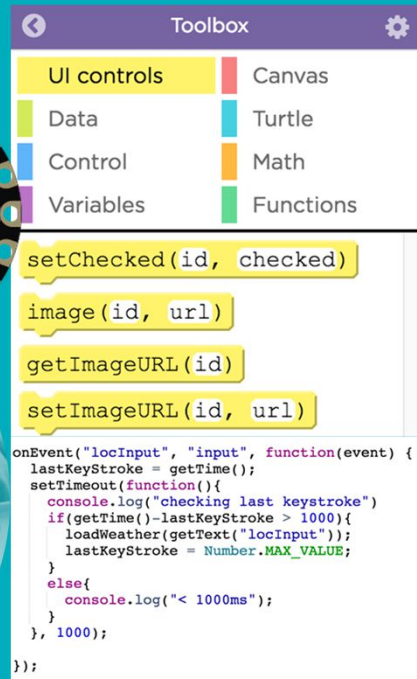 Toolbox
UI controls
Canvas
Data
Turtle
Control
Math
Variables
Functions
setChecked(id, checked)
image(id, url)
getImageURL(id)
setImageURL(id, url)
onEvent("locInput", "input", function(event) {
  lastKeyStroke = getTime();
  setTimeout(function(){
    console.log("checking last keystroke")
    if(getTime()-lastKeyStroke > 1000){
      loadWeather(getText("locInput"));
      lastKeyStroke = Number.MAX_VALUE;
    }
    else{
      console.log("< 1000ms");
    }
  }, 1000);
});